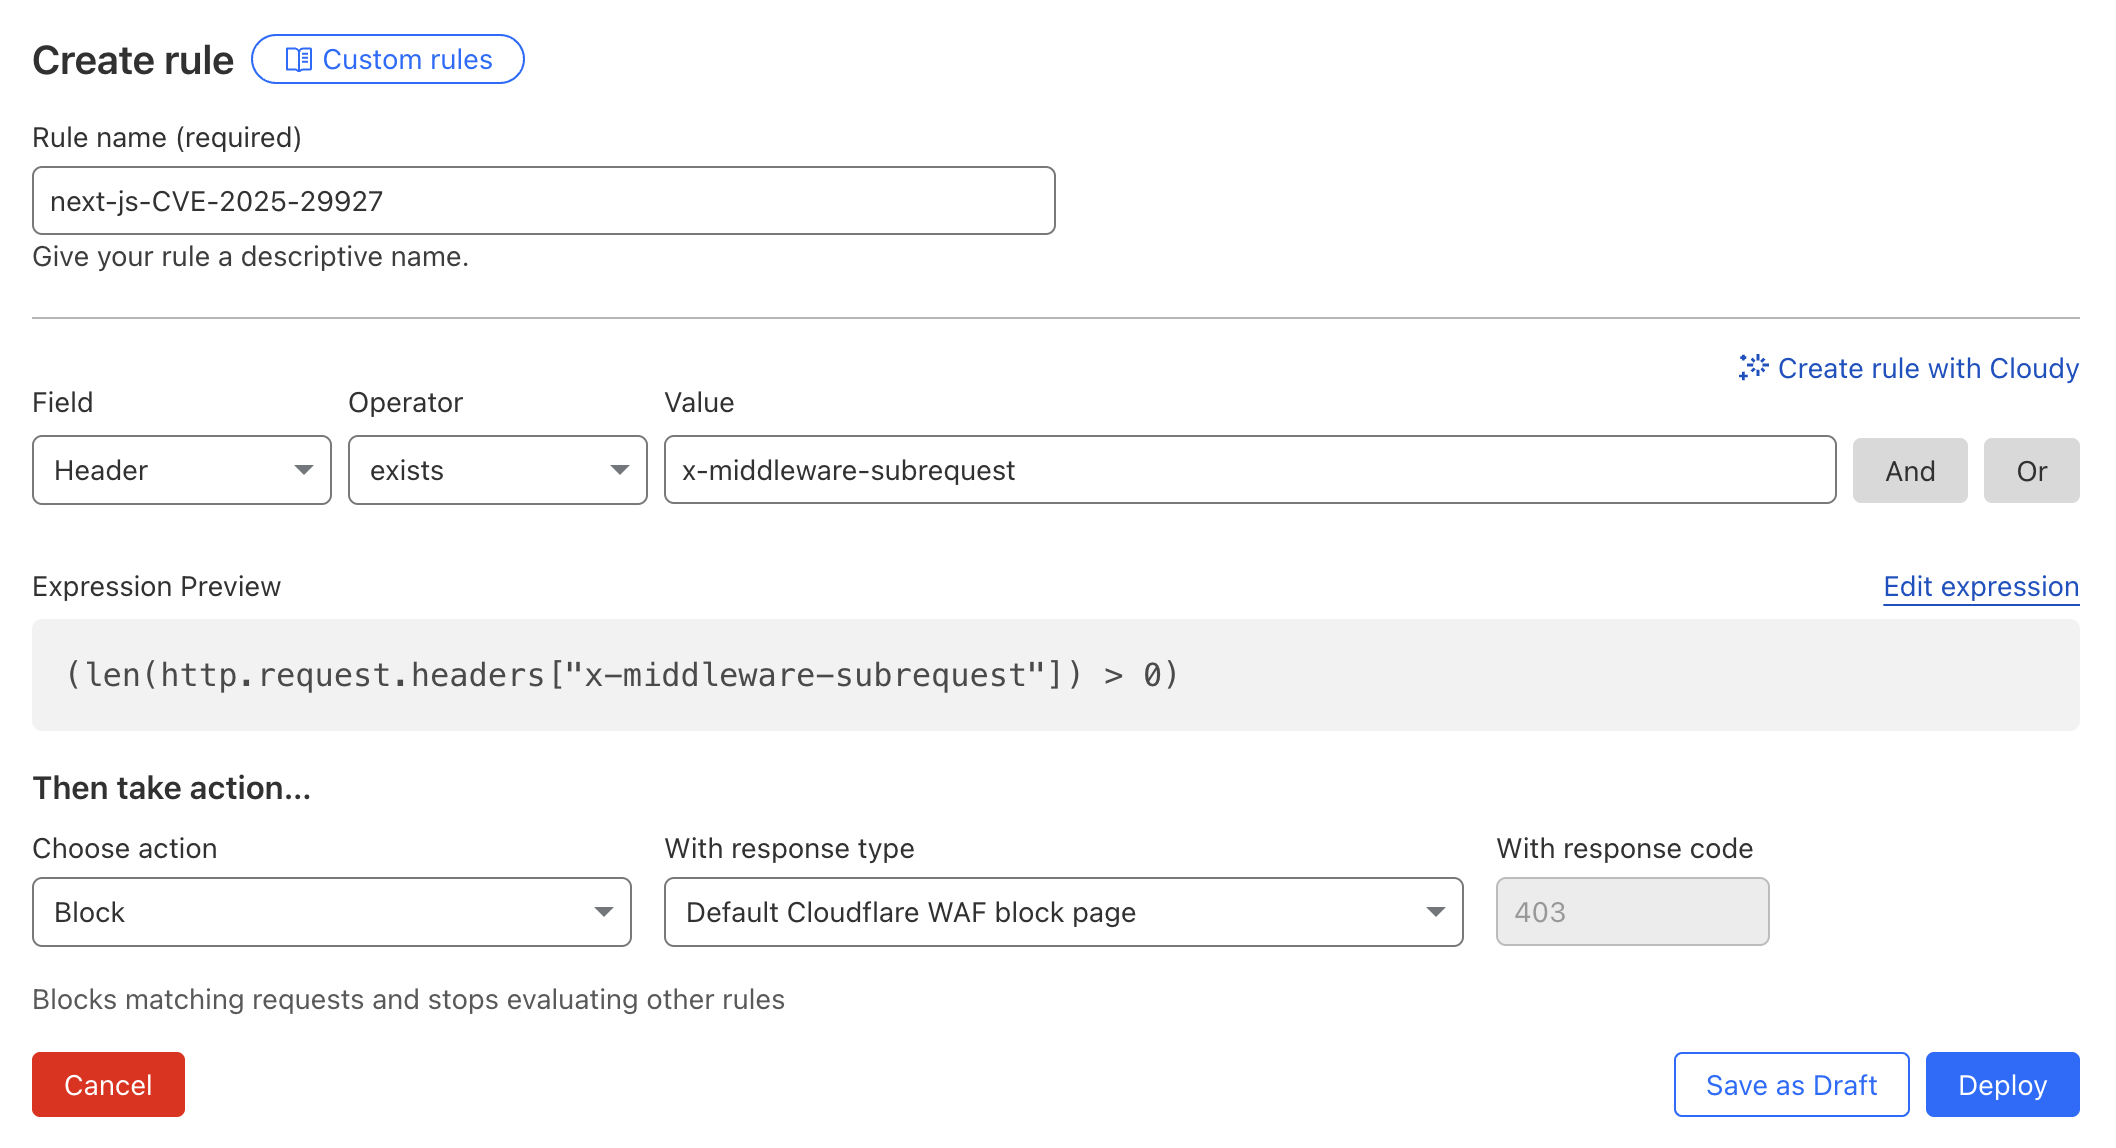 Create rule Custom rules
Rule name (required)
next-js-CVE-2025-29927
Give your rule a descriptive name.
Create rule with Cloudy
Field Operator Value
Header exists x-middleware-subrequest And Or
Expression Preview Edit expression
(len(http.request.headers["x-middleware-subrequest"]) > 0)
Then take action...
Choose action With response type With response code
Block Default Cloudflare WAF block page 403
Blocks matching requests and stops evaluating other rules
Cancel Save as Draft Deploy